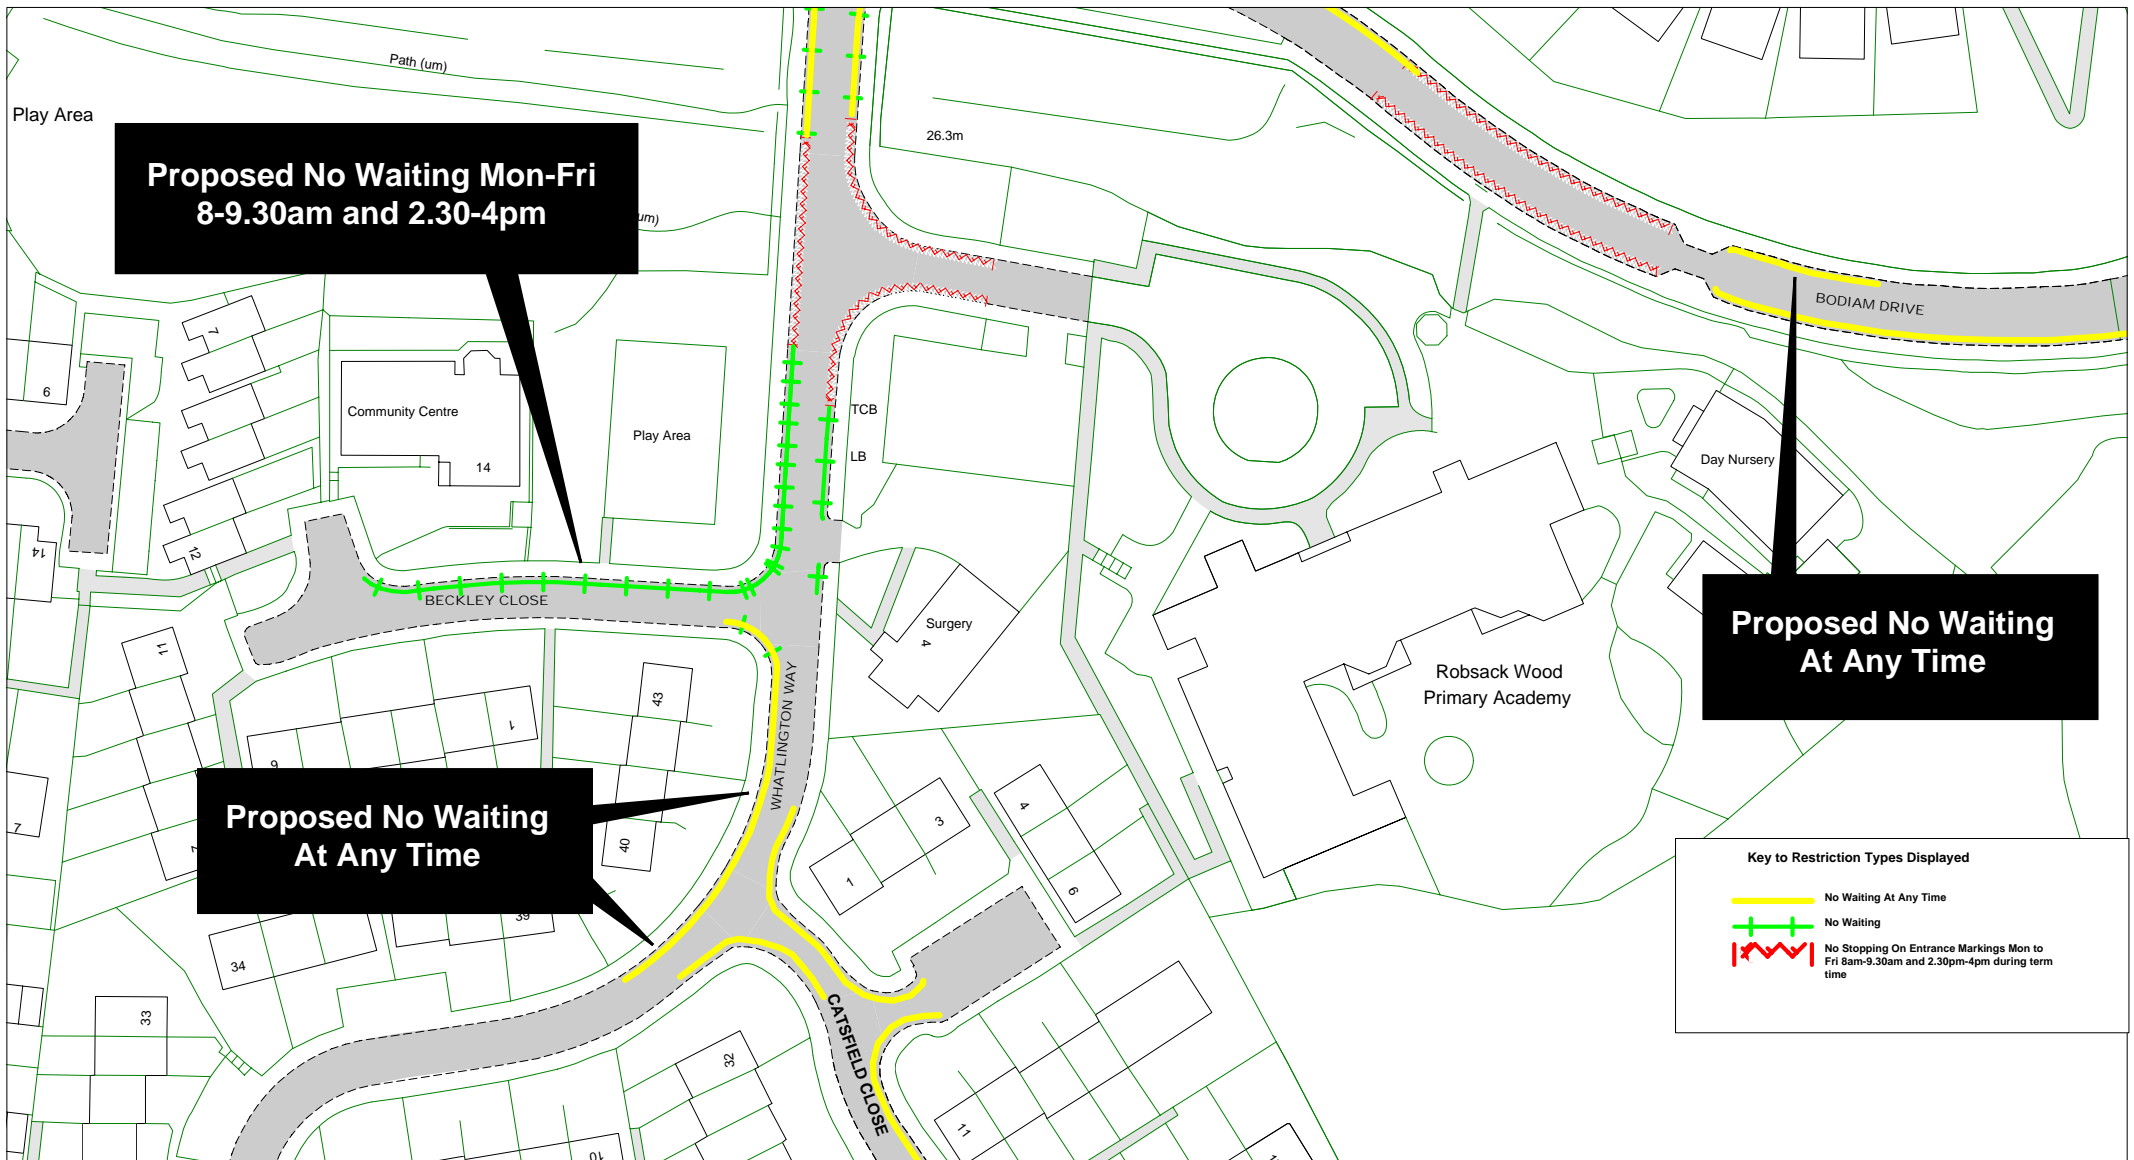 Path (um)
Play Area
26.3m
Proposed No Waiting Mon-Fri
8-9.30am and 2.30-4pm
um)
BODIAM DRIVE
7
6
Community Centre
14
Play Area
TCB
LB
Day Nursery
14
12
BECKLEY CLOSE
Surgery
4
Proposed No Waiting
At Any Time
11
Robsack Wood
Primary Academy
43
1
9
WHATLINGTON WAY
Proposed No Waiting
At Any Time
7
40
3
1
4
6
39
34
33
32
CATSFIELD CLOSE
11
10
Key to Restriction Types Displayed
No Waiting At Any Time
No Waiting
No Stopping On Entrance Markings Mon to
Fri 8am-9.30am and 2.30pm-4pm during term
time